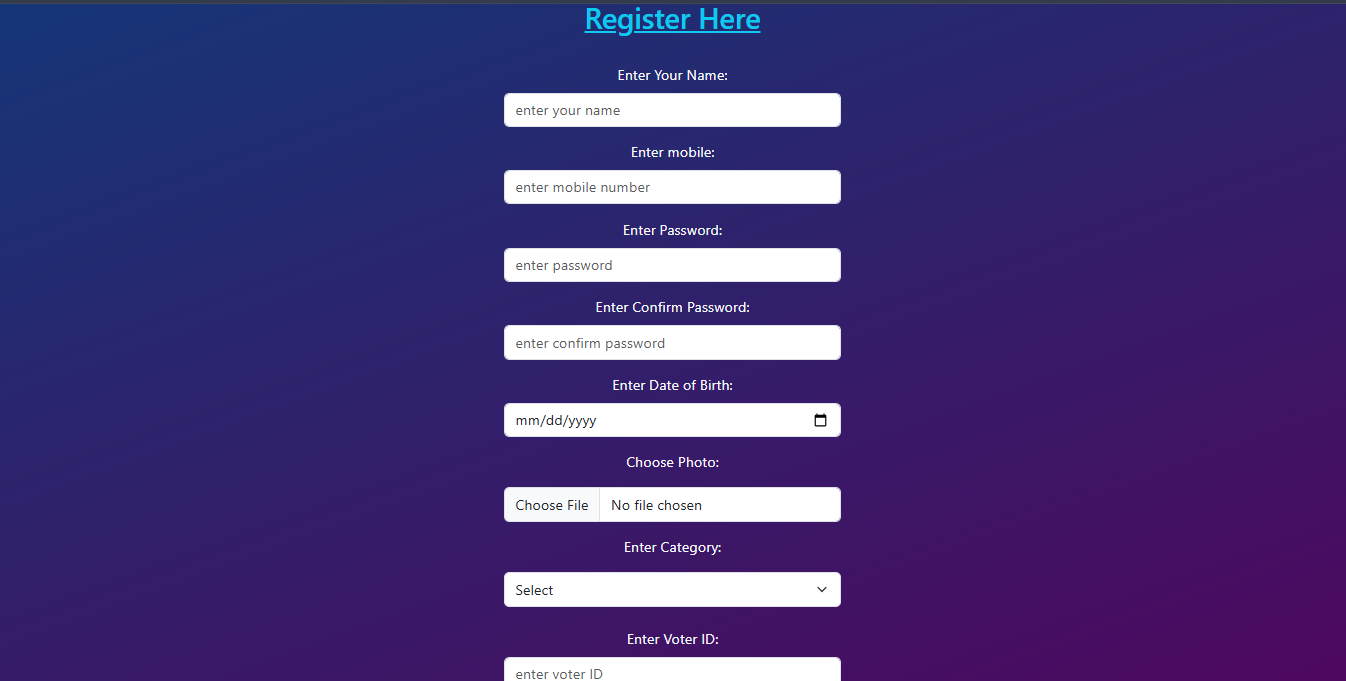 Register Here
Enter Your Name:
enter your name
Enter mobile:
enter mobile number
Enter Password:
enter password
Enter Confirm Password:
enter confirm password
Enter Date of Birth:
mm/dd/yyyy
Choose Photo:
Choose File No file chosen
Enter Category:
Select
Enter Voter ID:
enter voter ID